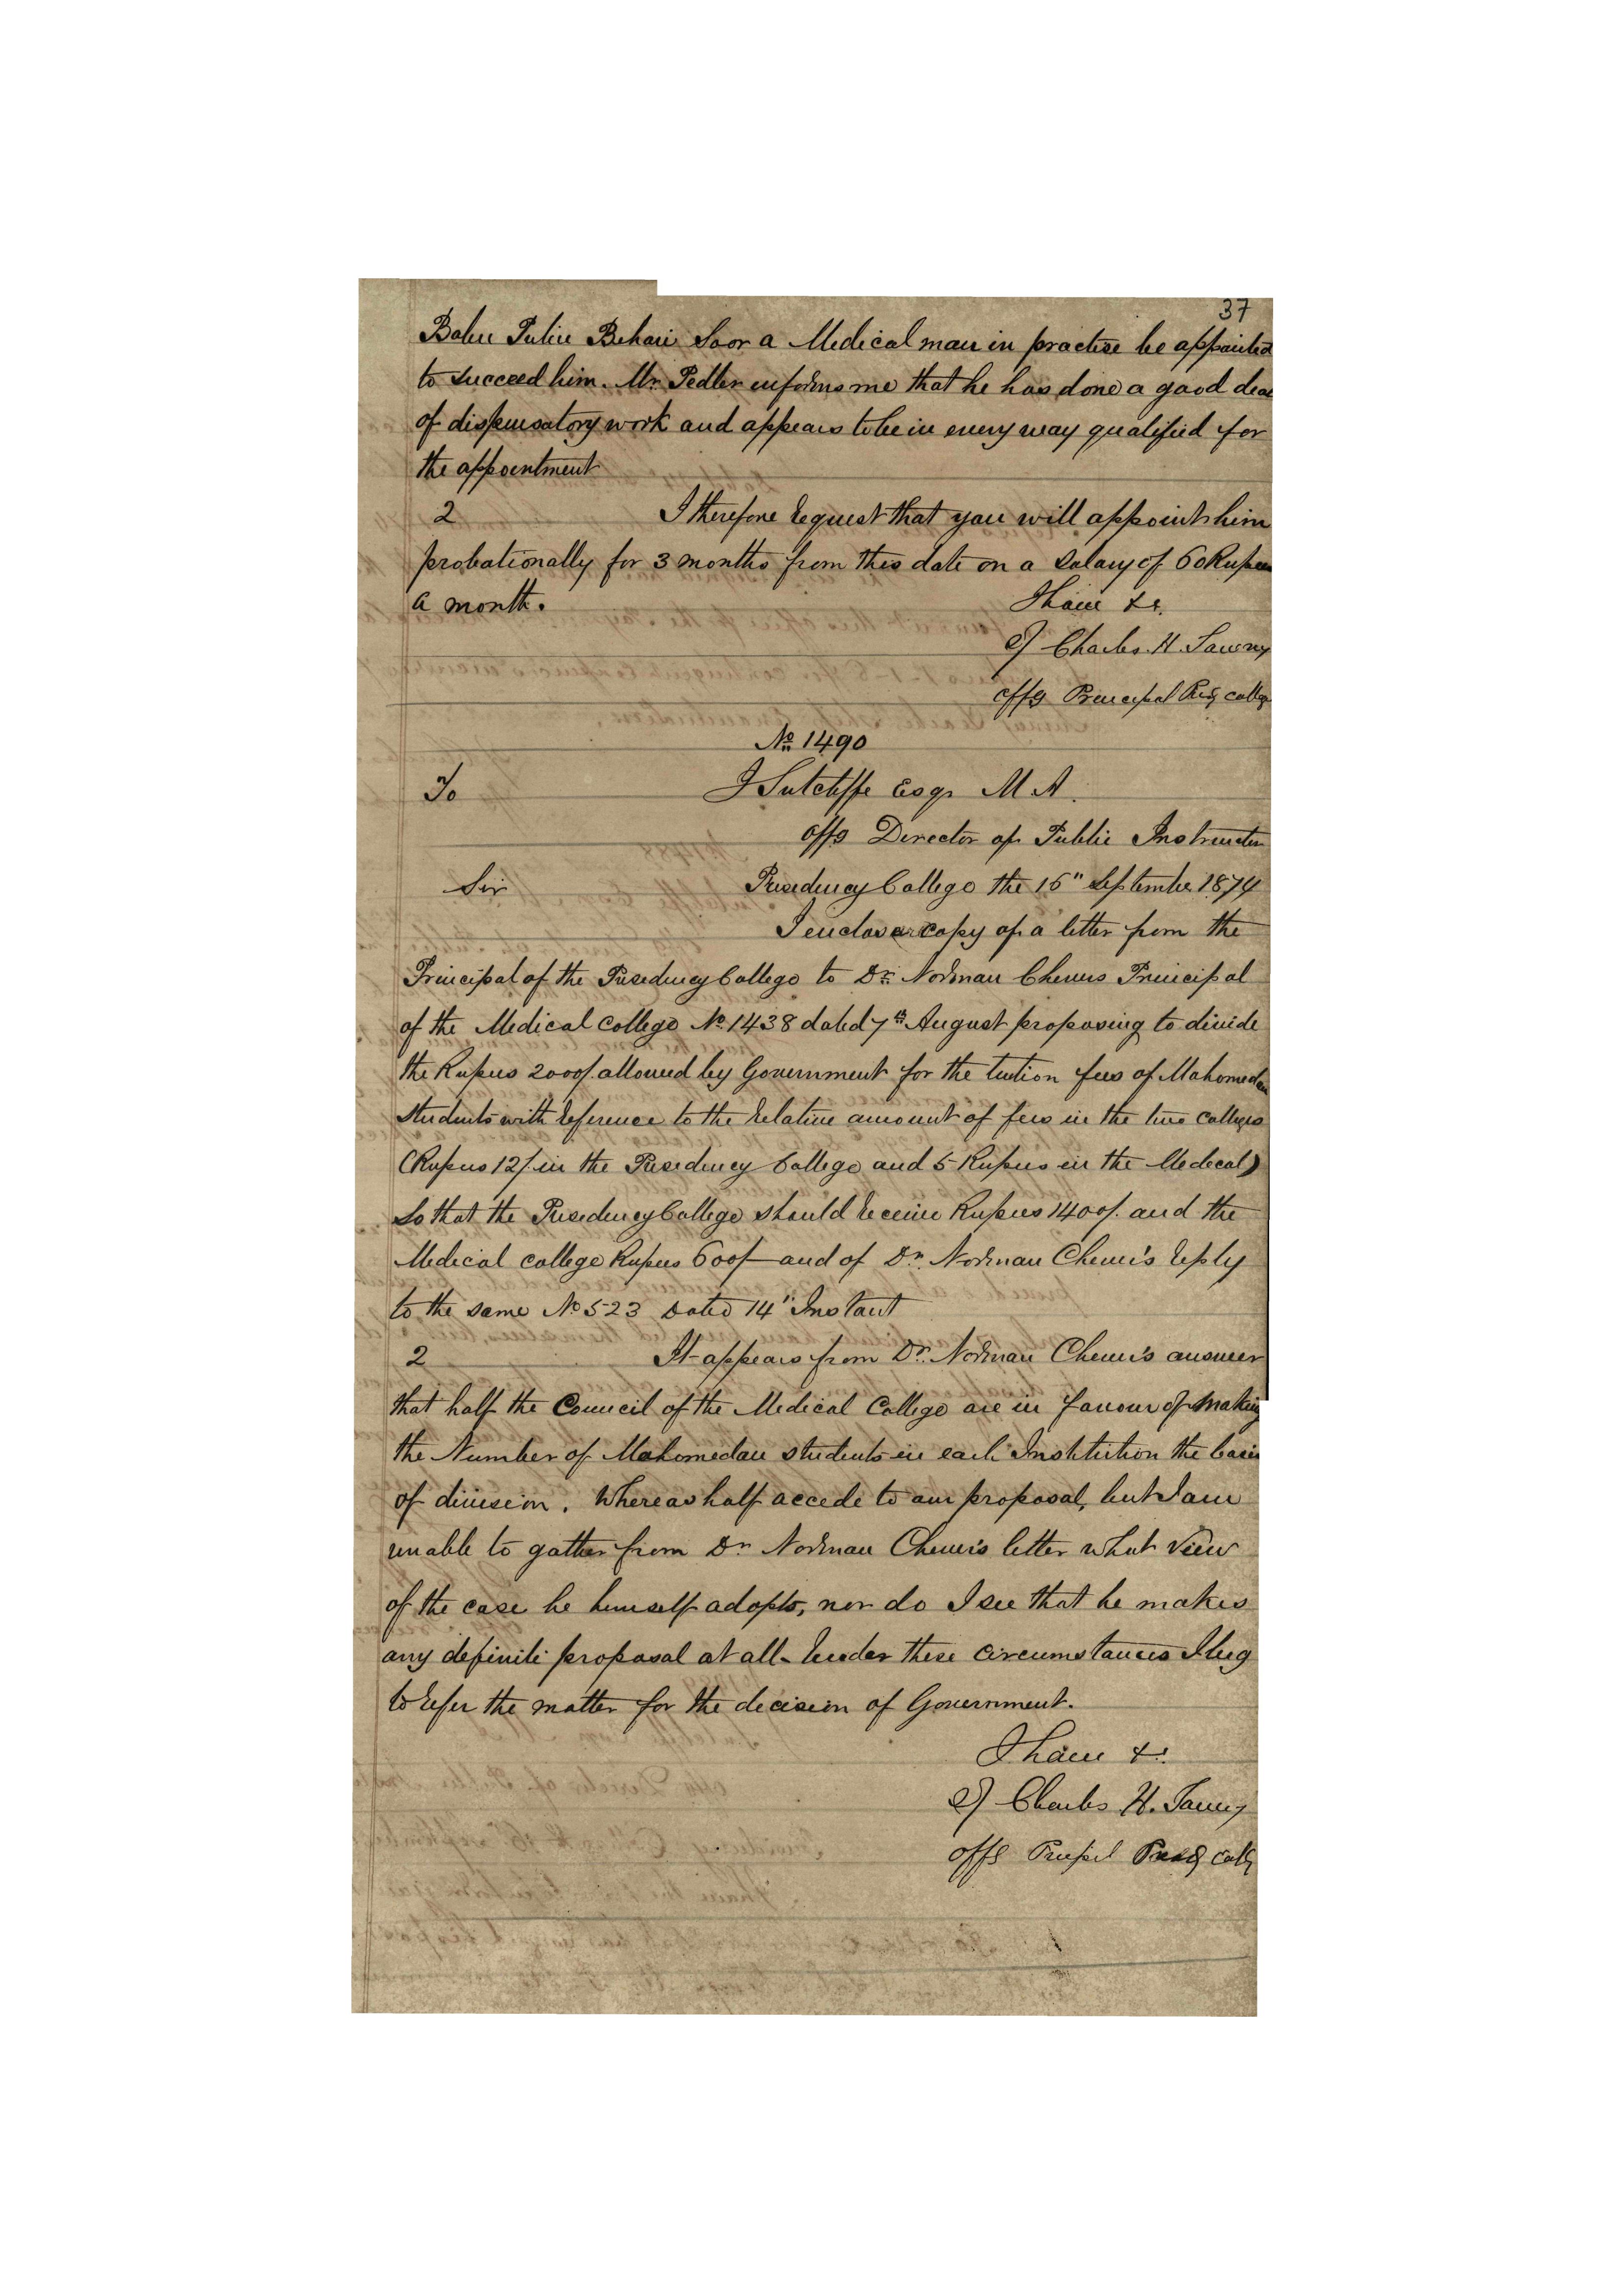 37
Babu Pulin Behari Soor a Medical man in practise be appointed
to succeed him. Mr Pedler informs me that he has done a good deal
of dispensatory work and appears to be in every way qualified for
the appointment
2 I therefore request that you will appoint him
probationally for 3 months from this date on a salary of 60 Rupees
a month.
I have &c.
Charles H. Tawney
Offg Principal Presy College
No 1490
To J Sutcliffe Esqr M A.
Offg Director of Public Instruction
Sir Presidency College the 15" September 1874
I enclose a copy of a letter from the
Principal of the Presidency College to Dr. Norman Chevers Principal
of the Medical College No. 1438 dated 7th August proposing to divide
the Rupees 2000/. allowed by Government for the tution fees of Mahomedan
Students with reference to the relative amount of fees in the two colleges
(Rupees 12/. in the Presidency College and 5 Rupees in the Medical)
So that the Presidency College should receive Rupees 1400/. and the
Medical college Rupees 600/- and of Dr. Norman Chever's reply
to the same No 523 Dated 14" Instant
2 It appears from Dr. Norman Chever's answer
that half the Council of the Medical College are in favour of making
the Number of Mahomedan students in each Institution the basis
of division. Whereas half accede to our proposal, but I am
unable to gather from Dr Norman Chever's letter what view
of the case he himself adopts, nor do I see that he makes
any definite proposal at all. Under these circumstances I beg
to refer the matter for the decision of Government.
I have &c.
Charles H. Tawney
Offg Principal Presy College